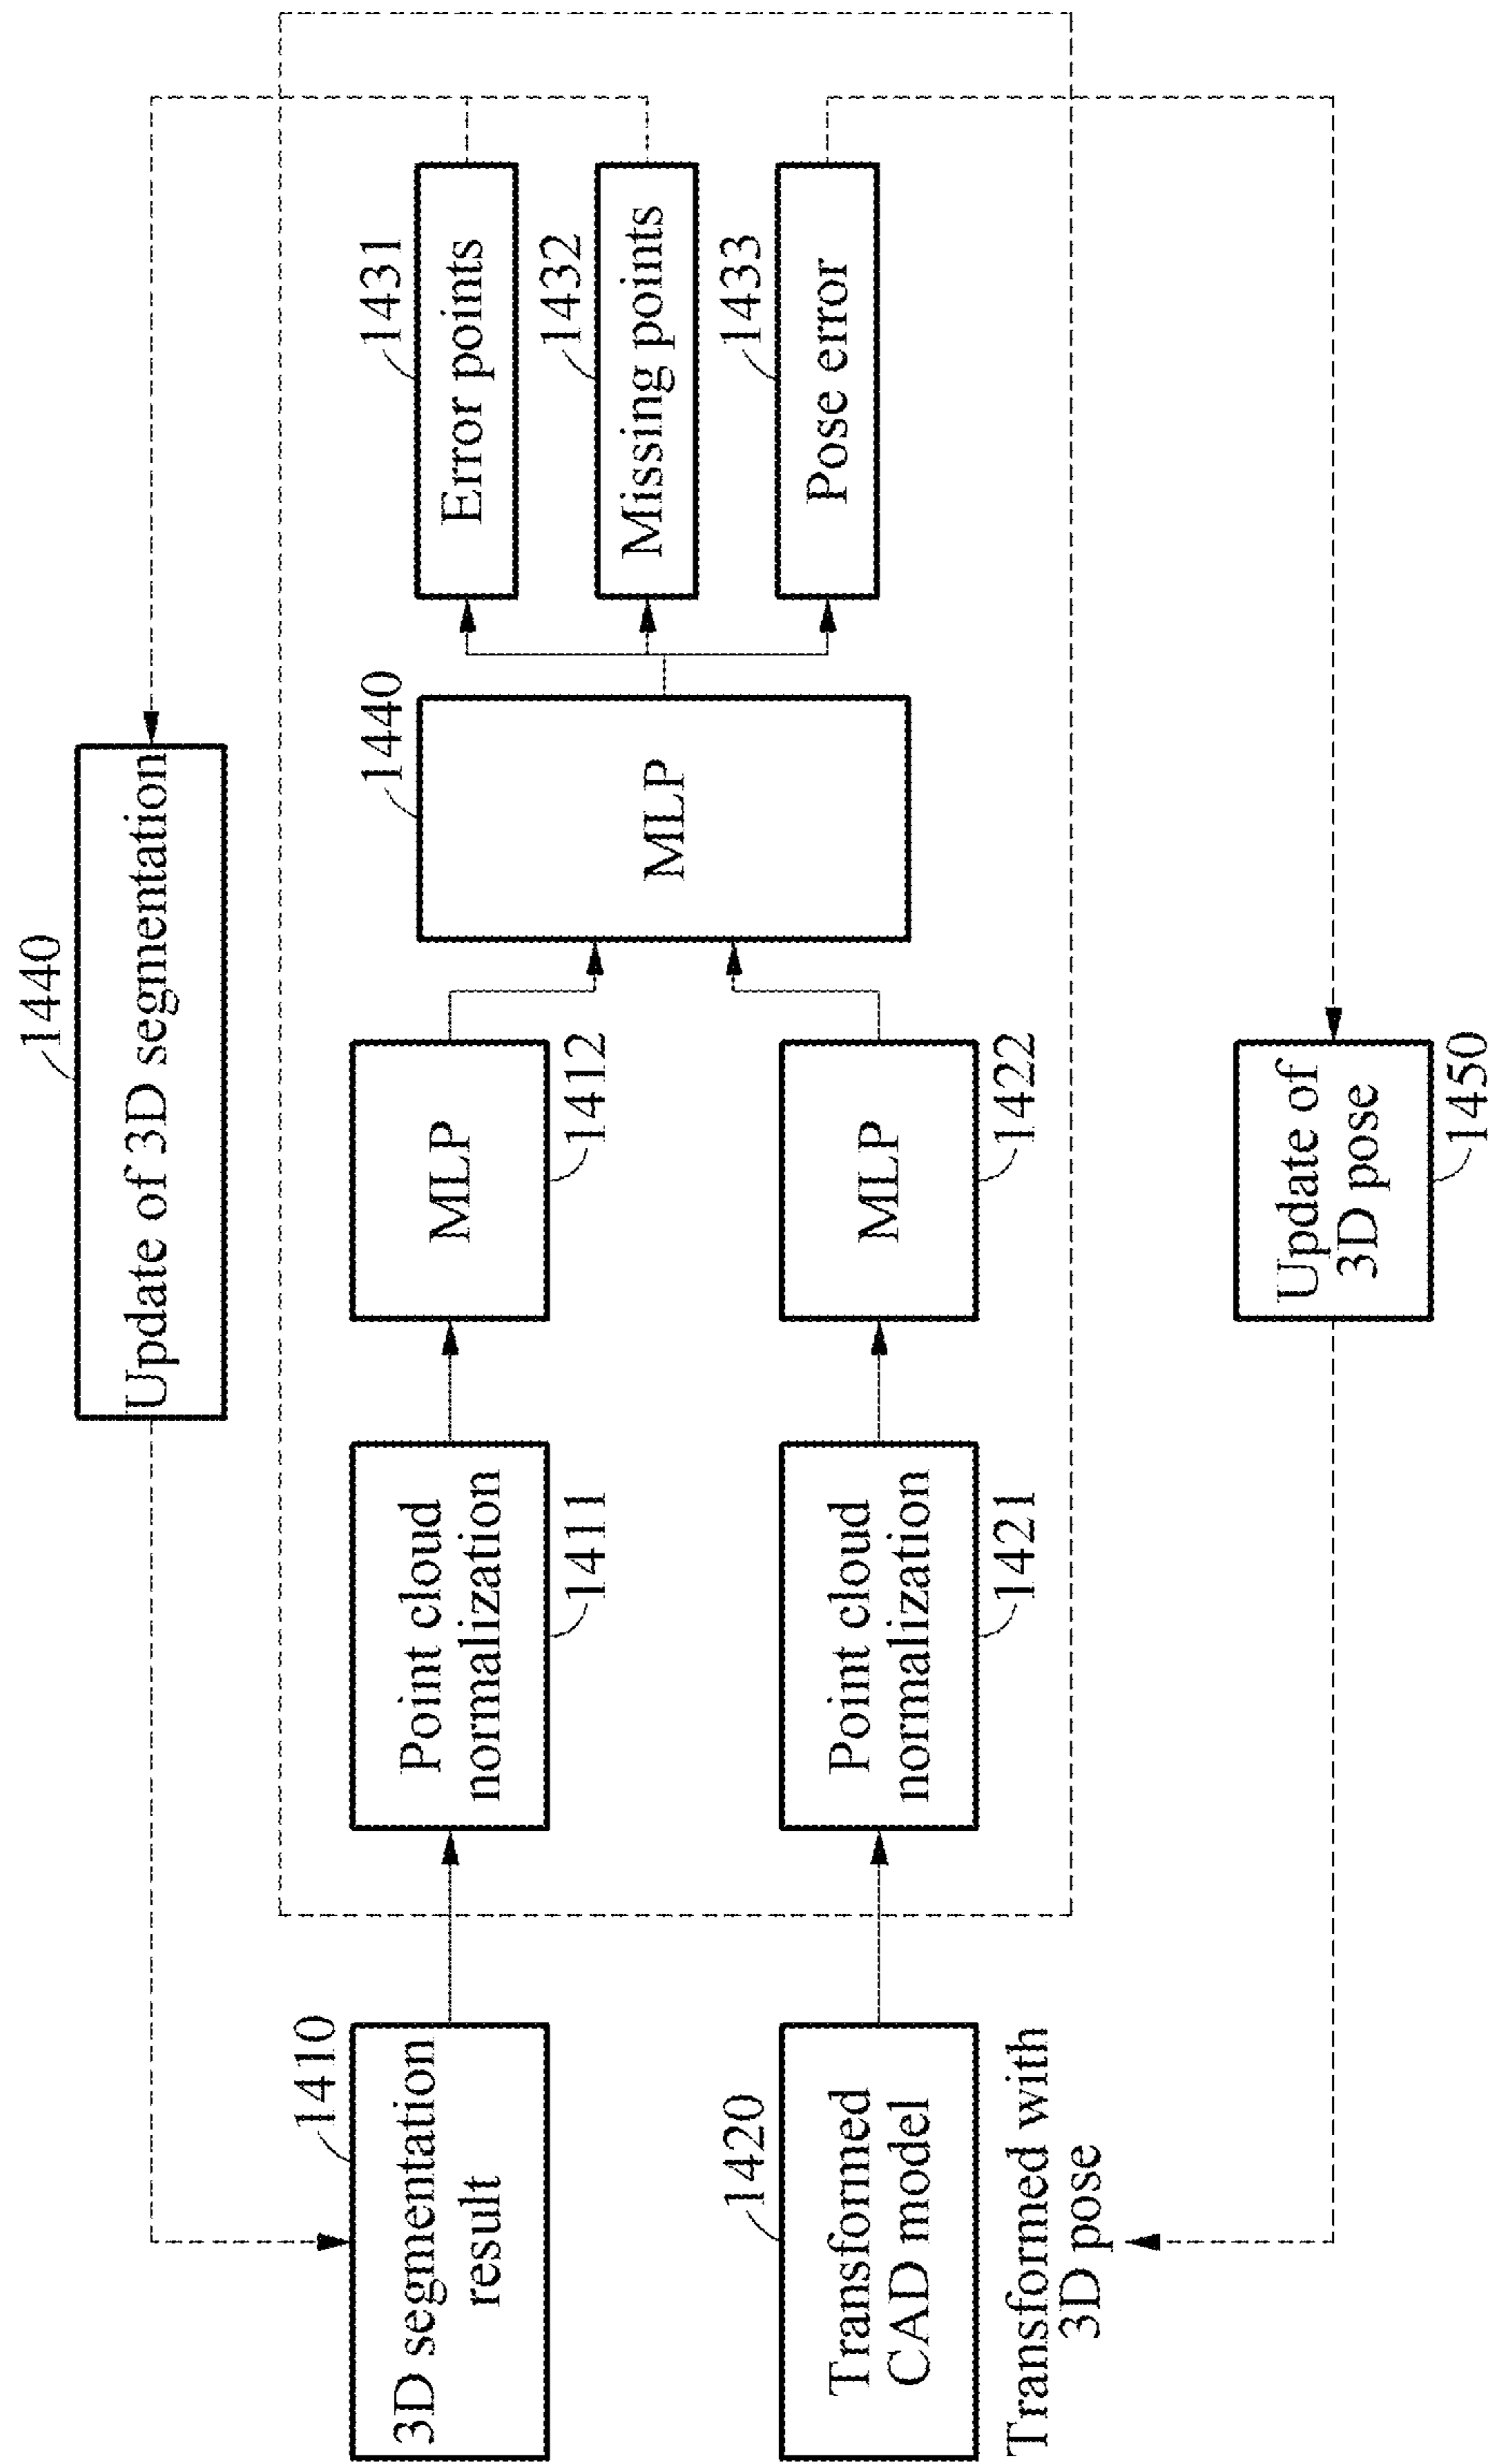 1440
Update of 3D segmentation
1410
3D segmentation
result
Point cloud
normalization
1411
MLP
1412
1440
MLP
1431
Error points
1432
Missing points
1433
Pose error
1420
Transformed
CAD model
Transformed with
3D pose
Point cloud
normalization
1421
MLP
1422
Update of
3D pose
1450